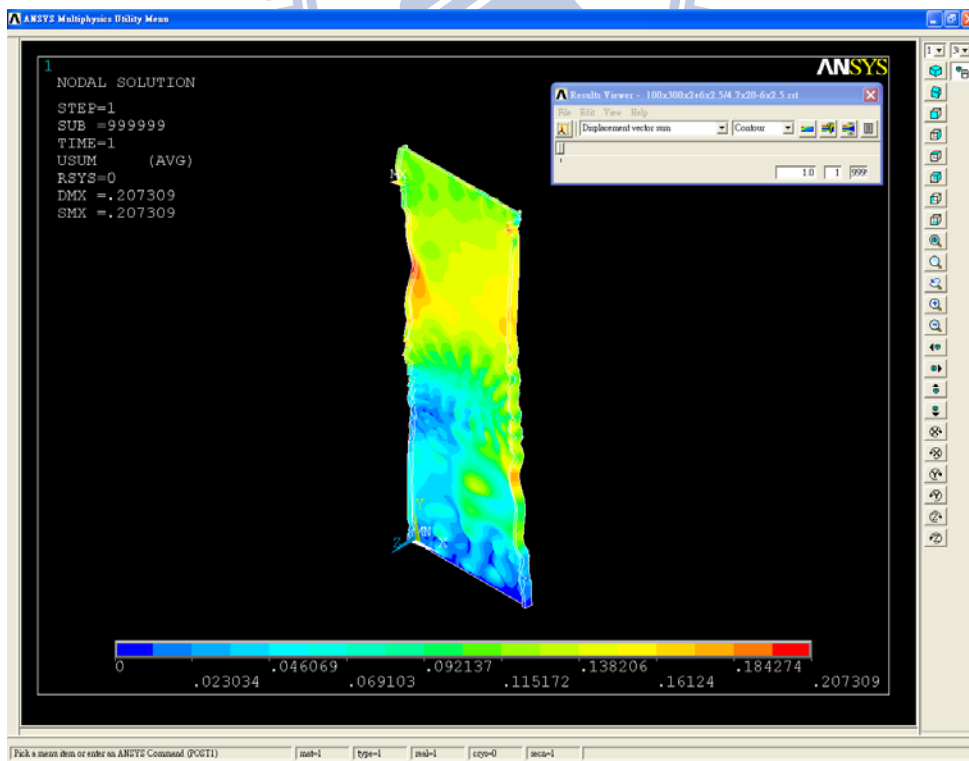 ANSYS Multiphysics Utility Menu
1
ANSYS
NODAL SOLUTION
STEP=1
SUB =999999
TIME=1
USUM (AVG)
RSYS=0
DMX =.207309
SMX =.207309
Results Viewer - 100x300x2+6x2.5/4.7x20-6x2.5.rst
File Edit View Help
Displacement vector sum
Contour
1.0 1 999
MX
Y
MN
Z X
0 .046069 .092137 .138206 .184274
.023034 .069103 .115172 .16124 .207309
Pick a menu item or enter an ANSYS Command (POST1) mat=1 type=1 real=1 csys=0 secn=1